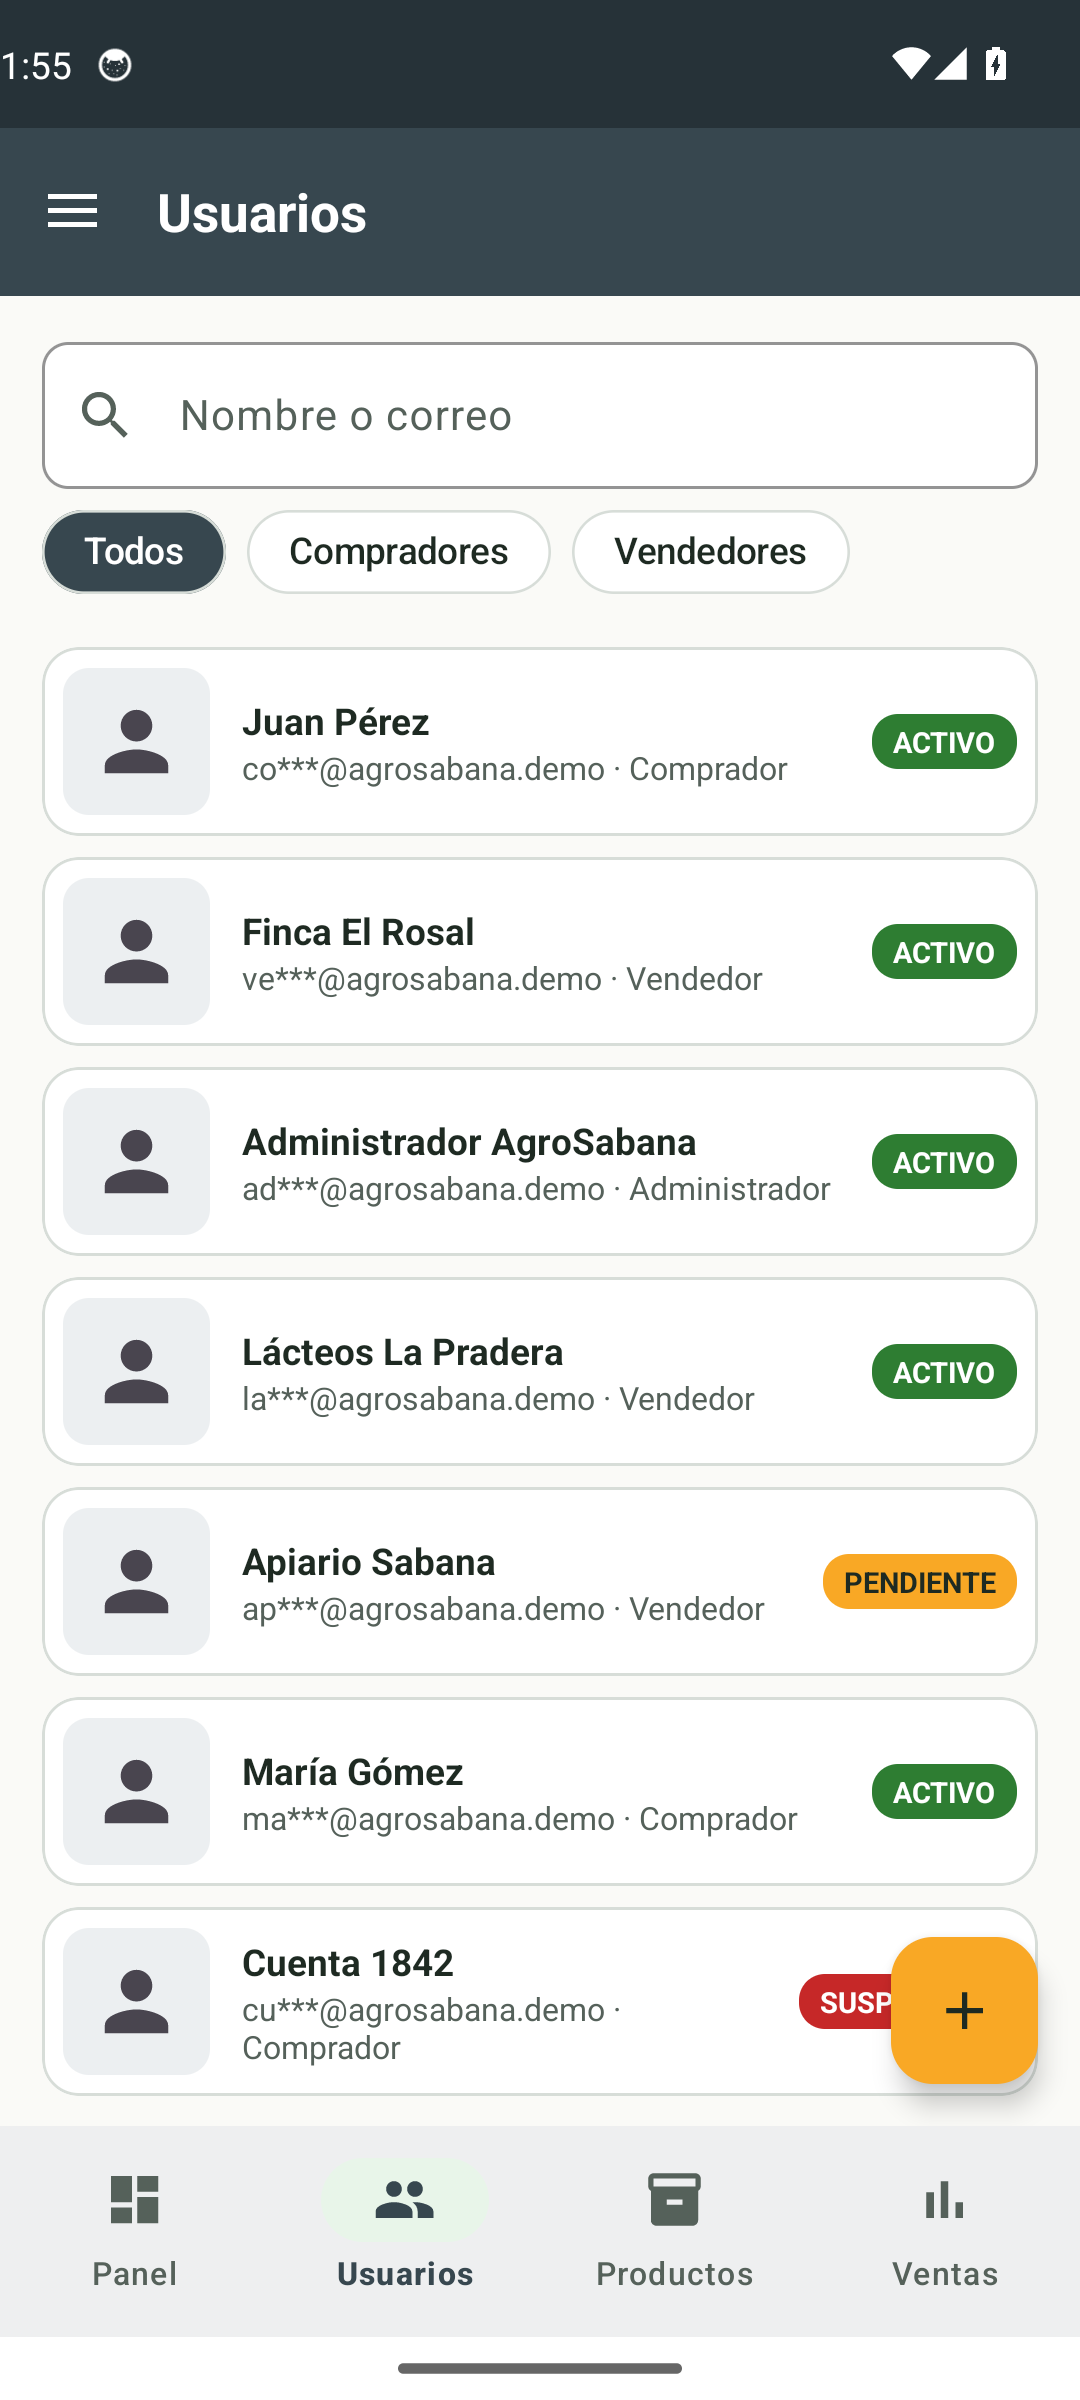 1:55
Usuarios
Nombre o correo
Todos
Compradores
Vendedores
Juan Pérez
co***@agrosabana.demo · Comprador
ACTIVO
Finca El Rosal
ve***@agrosabana.demo · Vendedor
ACTIVO
Administrador AgroSabana
ad***@agrosabana.demo · Administrador
ACTIVO
Lácteos La Pradera
la***@agrosabana.demo · Vendedor
ACTIVO
Apiario Sabana
ap***@agrosabana.demo · Vendedor
PENDIENTE
María Gómez
ma***@agrosabana.demo · Comprador
ACTIVO
Cuenta 1842
cu***@agrosabana.demo ·
Comprador
SUSP
+
Panel
Usuarios
Productos
Ventas